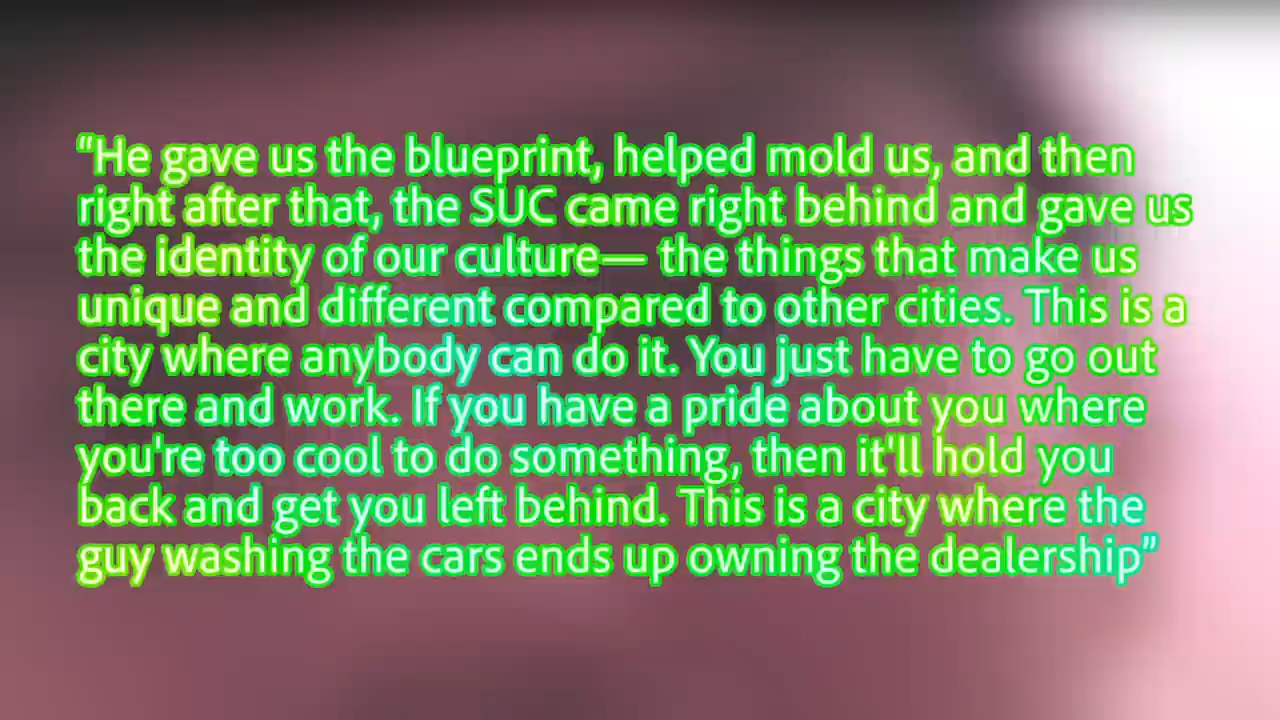 “He gave us the blueprint, helped mold us, and then
right after that, the SUC came right behind and gave us
the identity of our culture— the things that make us
unique and different compared to other cities. This is a
city where anybody can do it. You just have to go out
there and work. If you have a pride about you where
you're too cool to do something, then it'll hold you
back and get you left behind. This is a city where the
guy washing the cars ends up owning the dealership”